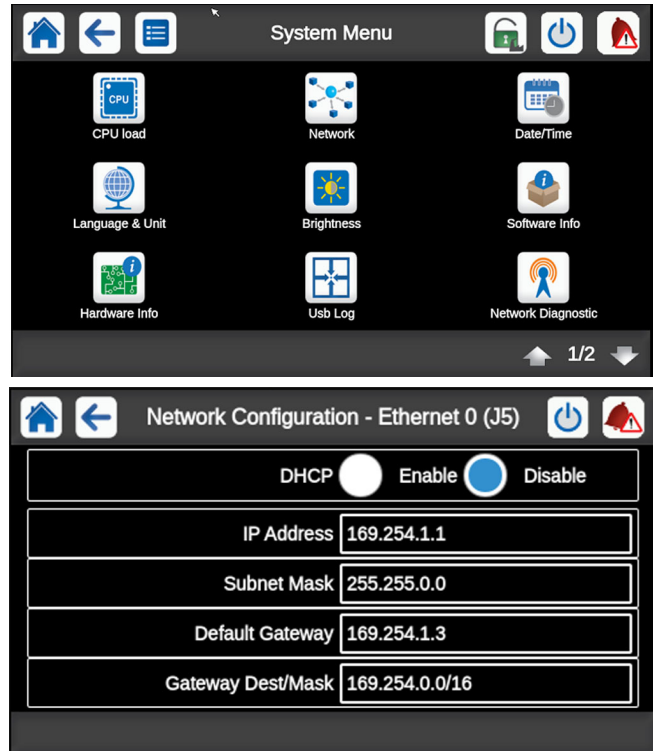 System Menu
CPU
CPU load
Network
Date/Time
Language & Unit
Brightness
Software Info
Hardware Info
Usb Log
Network Diagnostic
1/2
Network Configuration - Ethernet 0 (J5)
DHCP Enable Disable
IP Address 169.254.1.1
Subnet Mask 255.255.0.0
Default Gateway 169.254.1.3
Gateway Dest/Mask 169.254.0.0/16